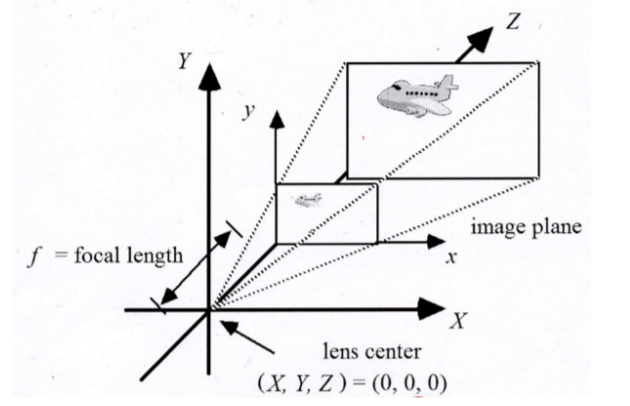 Z
Y
y
image plane
f = focal length
x
X
lens center
(X, Y, Z) = (0, 0, 0)